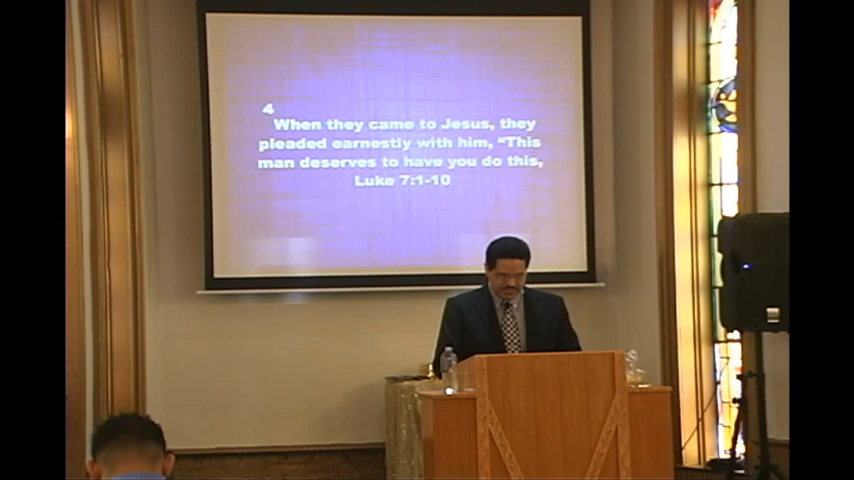 4
When they came to Jesus, they
pleaded earnestly with him, “This
man deserves to have you do this,
Luke 7:1-10